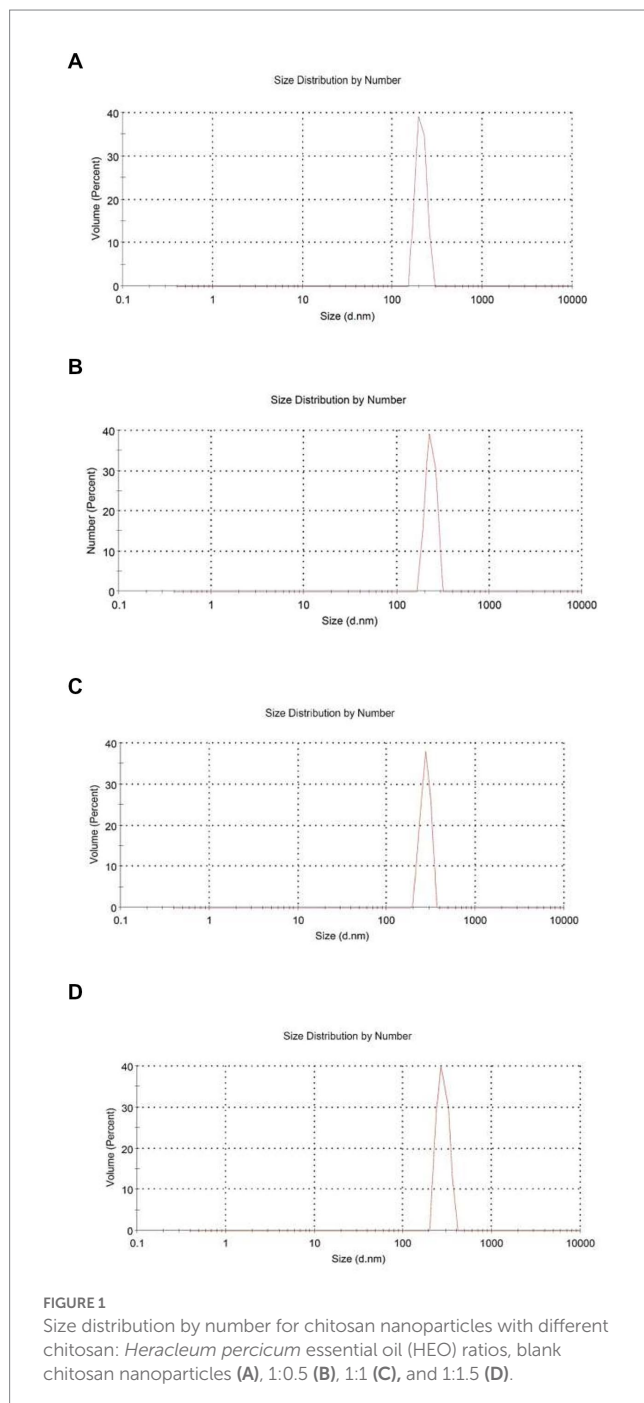 A
Size Distribution by Number
Volume (Percent)
40
30
20
10
0
0.1 1 10 100 1000 10000
Size (d.nm)
B
Size Distribution by Number
Number (Percent)
40
30
20
10
0
0.1 1 10 100 1000 10000
Size (d.nm)
C
Size Distribution by Number
Volume (Percent)
40
30
20
10
0
0.1 1 10 100 1000 10000
Size (d.nm)
D
Size Distribution by Number
Volume (Percent)
40
30
20
10
0
0.1 1 10 100 1000 10000
Size (d.nm)
FIGURE 1
Size distribution by number for chitosan nanoparticles with different
chitosan: Heracleum percicum essential oil (HEO) ratios, blank
chitosan nanoparticles (A), 1:0.5 (B), 1:1 (C), and 1:1.5 (D).